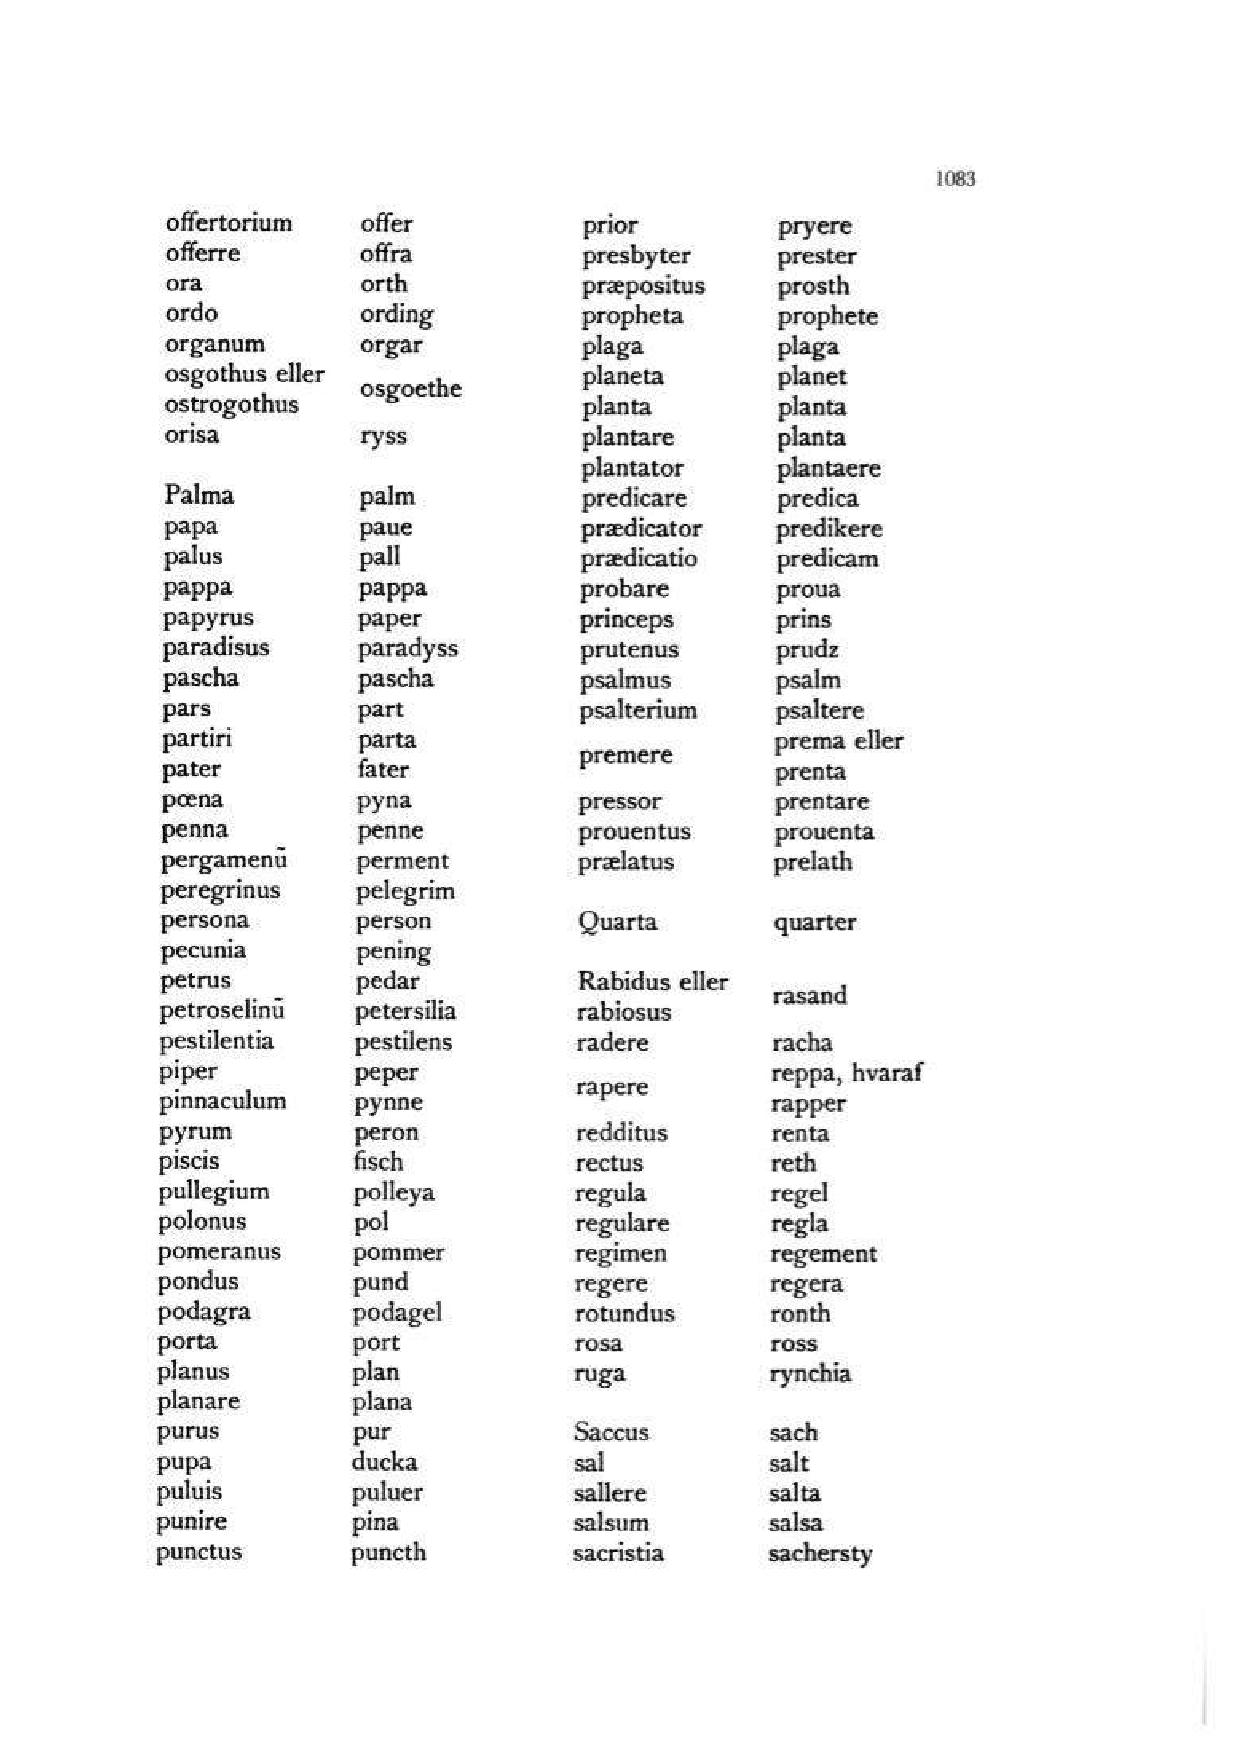 1083
offertorium offer
offerre offra
ora orth
ordo ording
organum orgar
osgothus eller
osgoethe
ostrogothus
orisa ryss
Palma palm
papa paue
palus pall
pappa pappa
papyrus paper
paradisus paradyss
pascha pascha
pars part
partiri parta
pater fater
pœna pyna
penna penne
pergamenū perment
peregrinus pelegrim
persona person
pecunia pening
petrus pedar
petroselinū petersilia
pestilentia pestilens
piper peper
pinnaculum pynne
pyrum peron
piscis fisch
pullegium polleya
polonus pol
pomeranus pommer
pondus pund
podagra podagel
porta port
planus plan
planare plana
purus pur
pupa ducka
puluis puluer
punire pina
punctus puncth
prior pryere
presbyter prester
præpositus prosth
propheta prophete
plaga plaga
planeta planet
planta planta
plantare planta
plantator plantaere
predicare predica
prædicator predikere
prædicatio predicam
probare proua
princeps prins
prutenus prudz
psalmus psalm
psalterium psaltere
premere prema eller
prenta
pressor prentare
prouentus prouenta
prælatus prelath
Quarta quarter
Rabidus eller
rasand
rabiosus
radere racha
rapere reppa, hvaraf
rapper
redditus renta
rectus reth
regula regel
regulare regla
regimen regement
regere regera
rotundus ronth
rosa ross
ruga rynchia
Saccus sach
sal salt
sallere salta
salsum salsa
sacristia sachersty